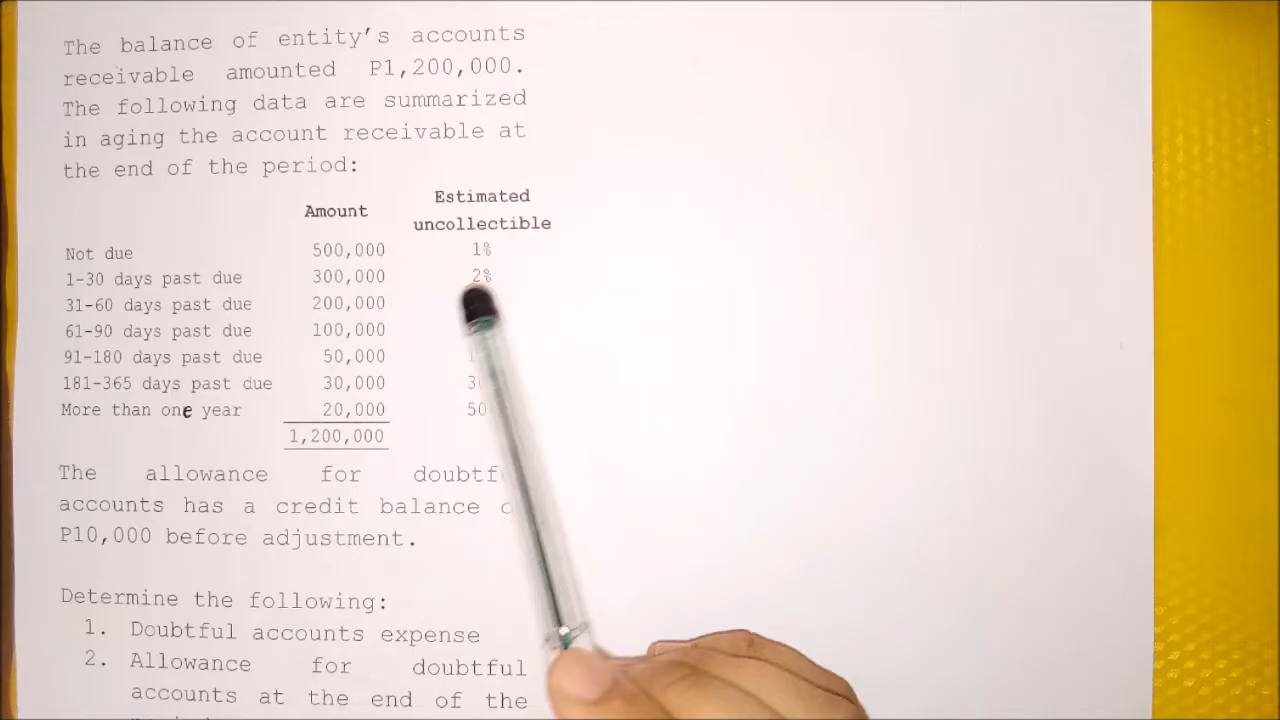 The balance of entity's accounts
receivable amounted P1,200,000.
The following data are summarized
in aging the account receivable at
the end of the period:
Amount Estimated uncollectible
Not due 500,000 1%
1-30 days past due 300,000 2%
31-60 days past due 200,000
61-90 days past due 100,000
91-180 days past due 50,000
181-365 days past due 30,000
More than one year 20,000 50
1,200,000
The allowance for
accounts has a credit balance
P10,000 before adjustment.
Determine the following:
1. Doubtful accounts expense
2. Allowance for doubtful
accounts at the end of the